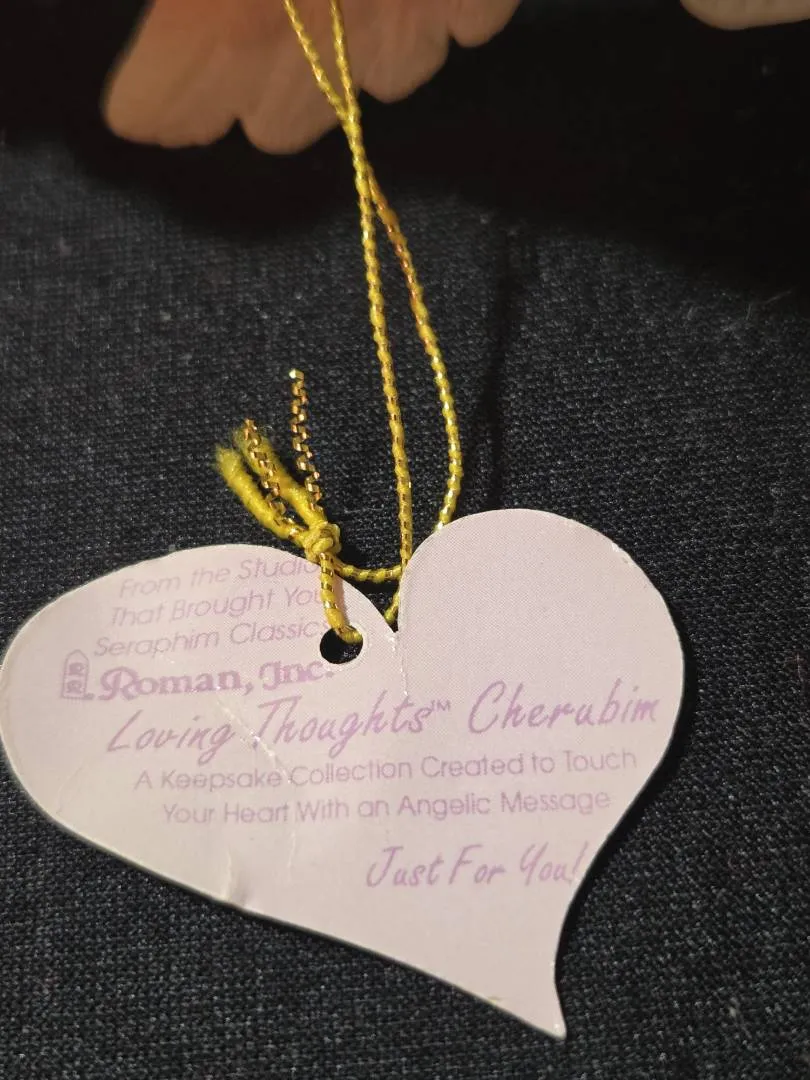 From the Studio
That Brought You
Seraphim Classics
Roman, Inc.
Loving Thoughts™ Cherubim
A Keepsake Collection Created to Touch
Your Heart With an Angelic Message
Just For You!